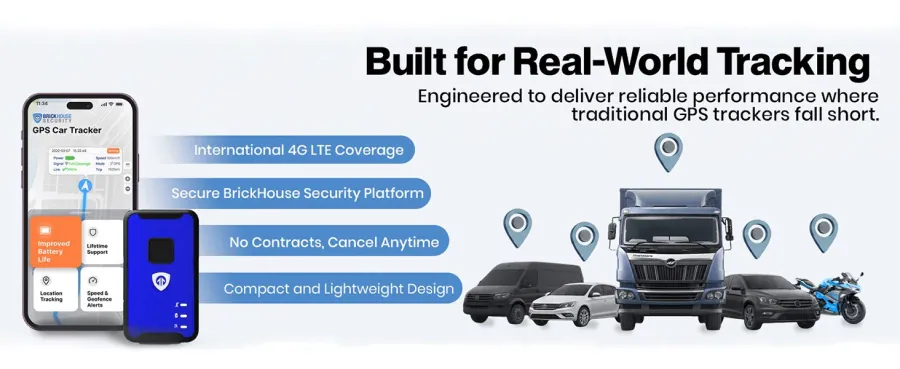 Built for Real-World Tracking
Engineered to deliver reliable performance where
traditional GPS trackers fall short.
11:34
BRICKHOUSE
SECURITY
GPS Car Tracker
Improved
Battery
Life
Lifetime
Support
Location
Tracking
Speed &
Geofence
Alerts
International 4G LTE Coverage
Secure BrickHouse Security Platform
No Contracts, Cancel Anytime
Compact and Lightweight Design